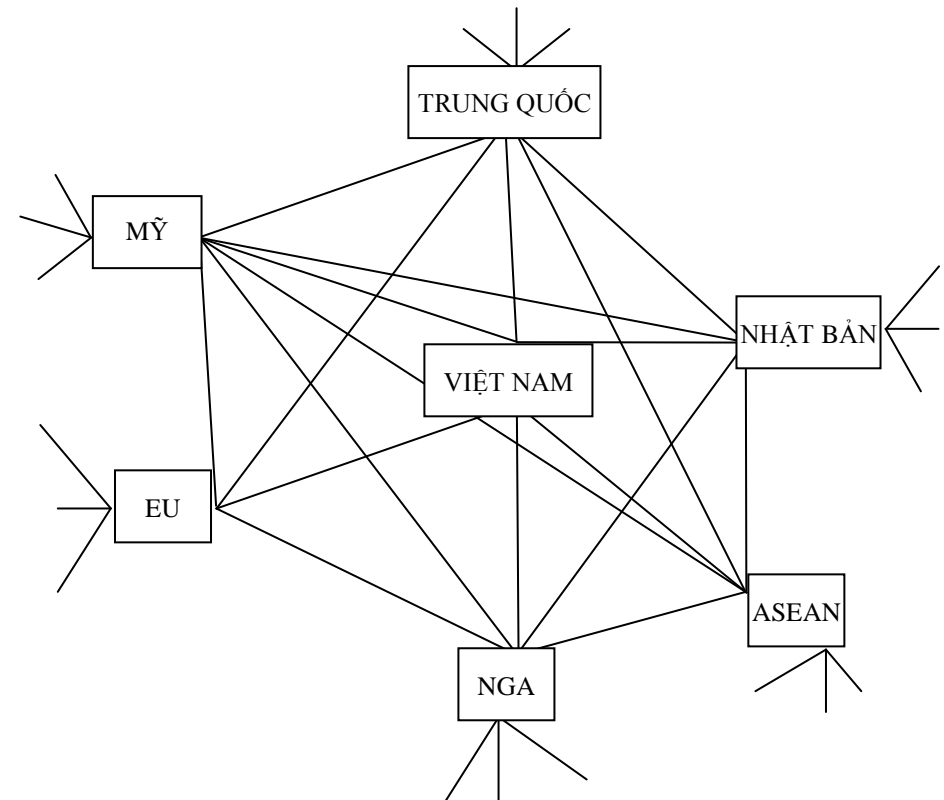 TRUNG QUỐC
MỸ
NHẬT BẢN
VIỆT NAM
EU
ASEAN
NGA